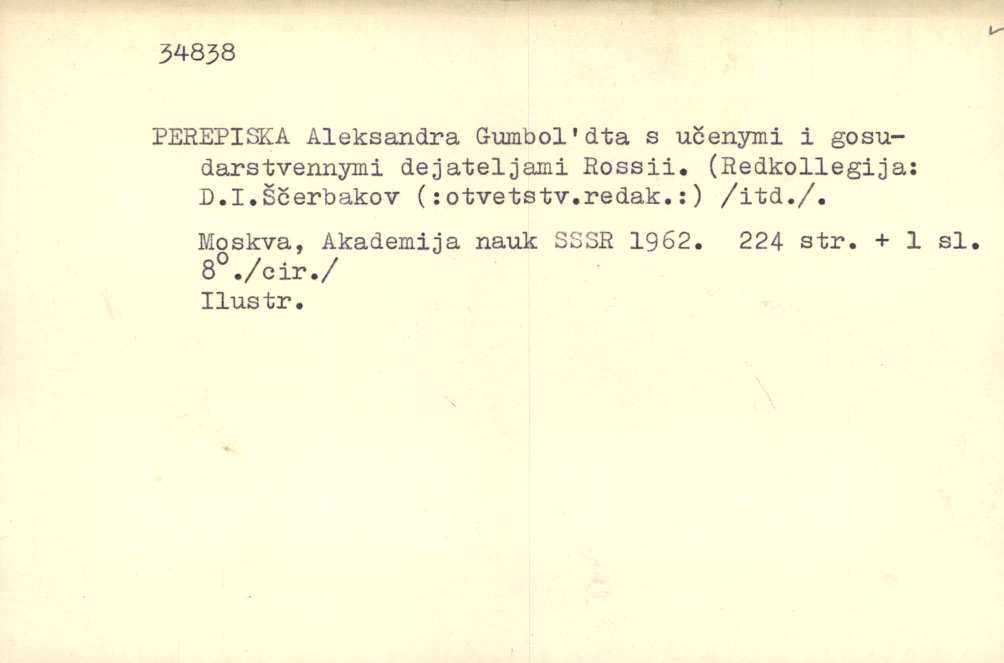 34838
PEREPISKA Aleksandra Gumbol'dta s učenymi i gosu-
darstvennymi dejateljami Rossii. (Redkollegija:
D.I.Ščerbakov (:otvetstv.redak.:) /itd./.
Moskva, Akademija nauk SSSR 1962. 224 str. + 1 sl.
8°./cir./
Ilustr.